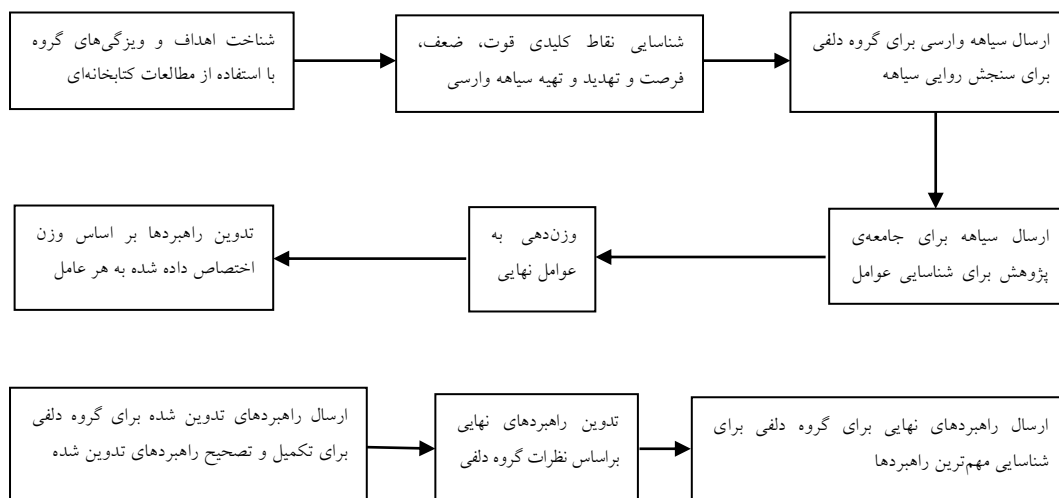 شناخت اهداف و ویزگی‌های گروه
با استفاده از مطالعات کتابخانه‌ای
شناسایی نقاط کلیدی قوت، ضعف،
فرصت و تهدید و تهیه سیاهه وارسی
ارسال سیاهه وارسی برای گروه دلفی
برای سنجش روایی سیاهه
ارسال سیاهه برای جامعه‌ی
پژوهش برای شناسایی عوامل
وزن‌دهی به
عوامل نهایی
تدوین راهبردها بر اساس وزن
اختصاص داده شده به هر عامل
ارسال راهبردهای تدوین شده برای گروه دلفی
برای تکمیل و تصحیح راهبردهای تدوین شده
تدوین راهبردهای نهایی
براساس نظرات گروه دلفی
ارسال راهبردهای نهایی برای گروه دلفی برای
شناسایی مهم‌ترین راهبردها